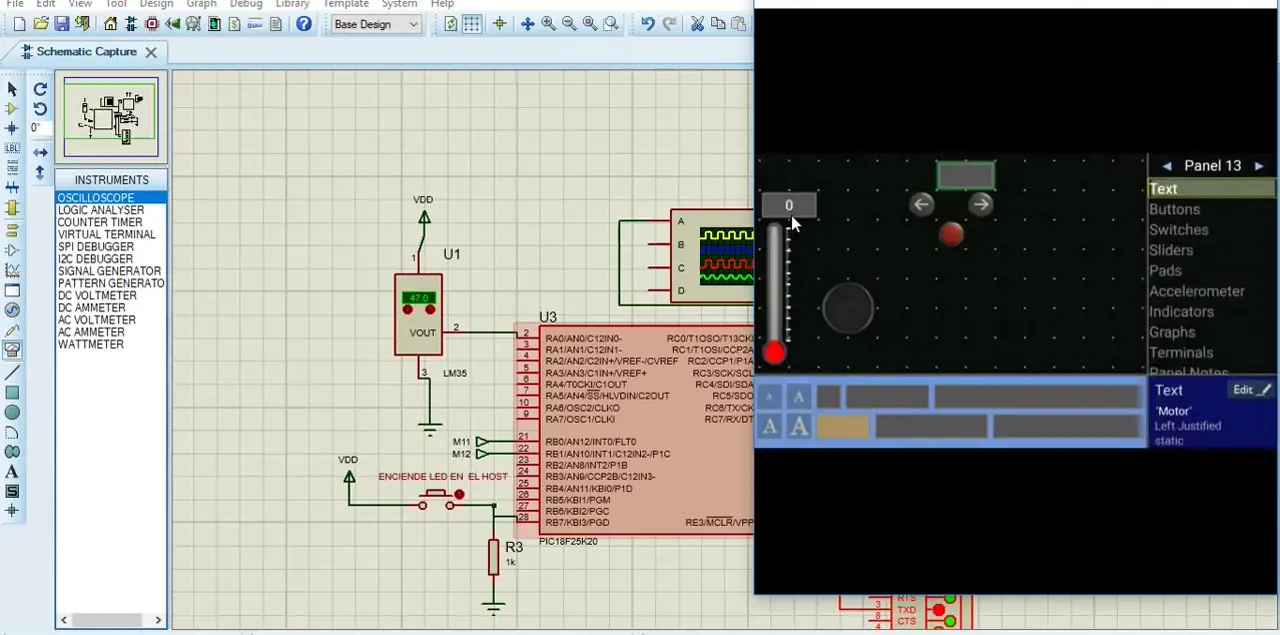 File Edit View Tool Design Graph Debug Library Template System Help
Base Design
Schematic Capture
0°
LBL
INSTRUMENTS
OSCILLOSCOPE
LOGIC ANALYSER
COUNTER TIMER
VIRTUAL TERMINAL
SPI DEBUGGER
I2C DEBUGGER
SIGNAL GENERATOR
PATTERN GENERATO
DC VOLTMETER
DC AMMETER
AC VOLTMETER
AC AMMETER
WATTMETER
A
S
VDD
1
U1
47.0
VOUT
2
3
LM35
A
B
C
D
U3
2
3
4
5
6
7
10
9
21
22
23
24
25
26
27
28
RA0/AN0/C12IN0-
RA1/AN1/C12IN1-
RA2/AN2/C2IN+/VREF-/CVREF
RA3/AN3/C1IN+/VREF+
RA4/T0CKI/C1OUT
RA5/AN4/SS/HLVDIN/C2OUT
RA6/OSC2/CLKO
RA7/OSC1/CLKI
RB0/AN12/INT0/FLT0
RB1/AN10/INT1/C12IN2-/P1C
RB2/AN8/INT2/P1B
RB3/AN9/CCP2B/C12IN3-
RB4/AN11/KBI0/P1D
RB5/KBI1/PGM
RB6/KBI2/PGC
RB7/KBI3/PGD
RC0/T1OSO/T13CKI
RC1/T1OSI/CCP2A
RC2/CCP1/P1A
RC3/SCK/SCL
RC4/SDI/SDA
RC5/SDO
RC6/TX/CK
RC7/RX/DT
RE3/MCLR/VPP
PIC18F25K20
M11
M12
VDD
ENCIENDE LED EN EL HOST
R3
1k
0
Panel 13
Text
Buttons
Switches
Sliders
Pads
Accelerometer
Indicators
Graphs
Terminals
Panel Notes
A A
A A
Text
Edit
'Motor'
Left Justified
static
RTS
3
TXD
8
CTS
4